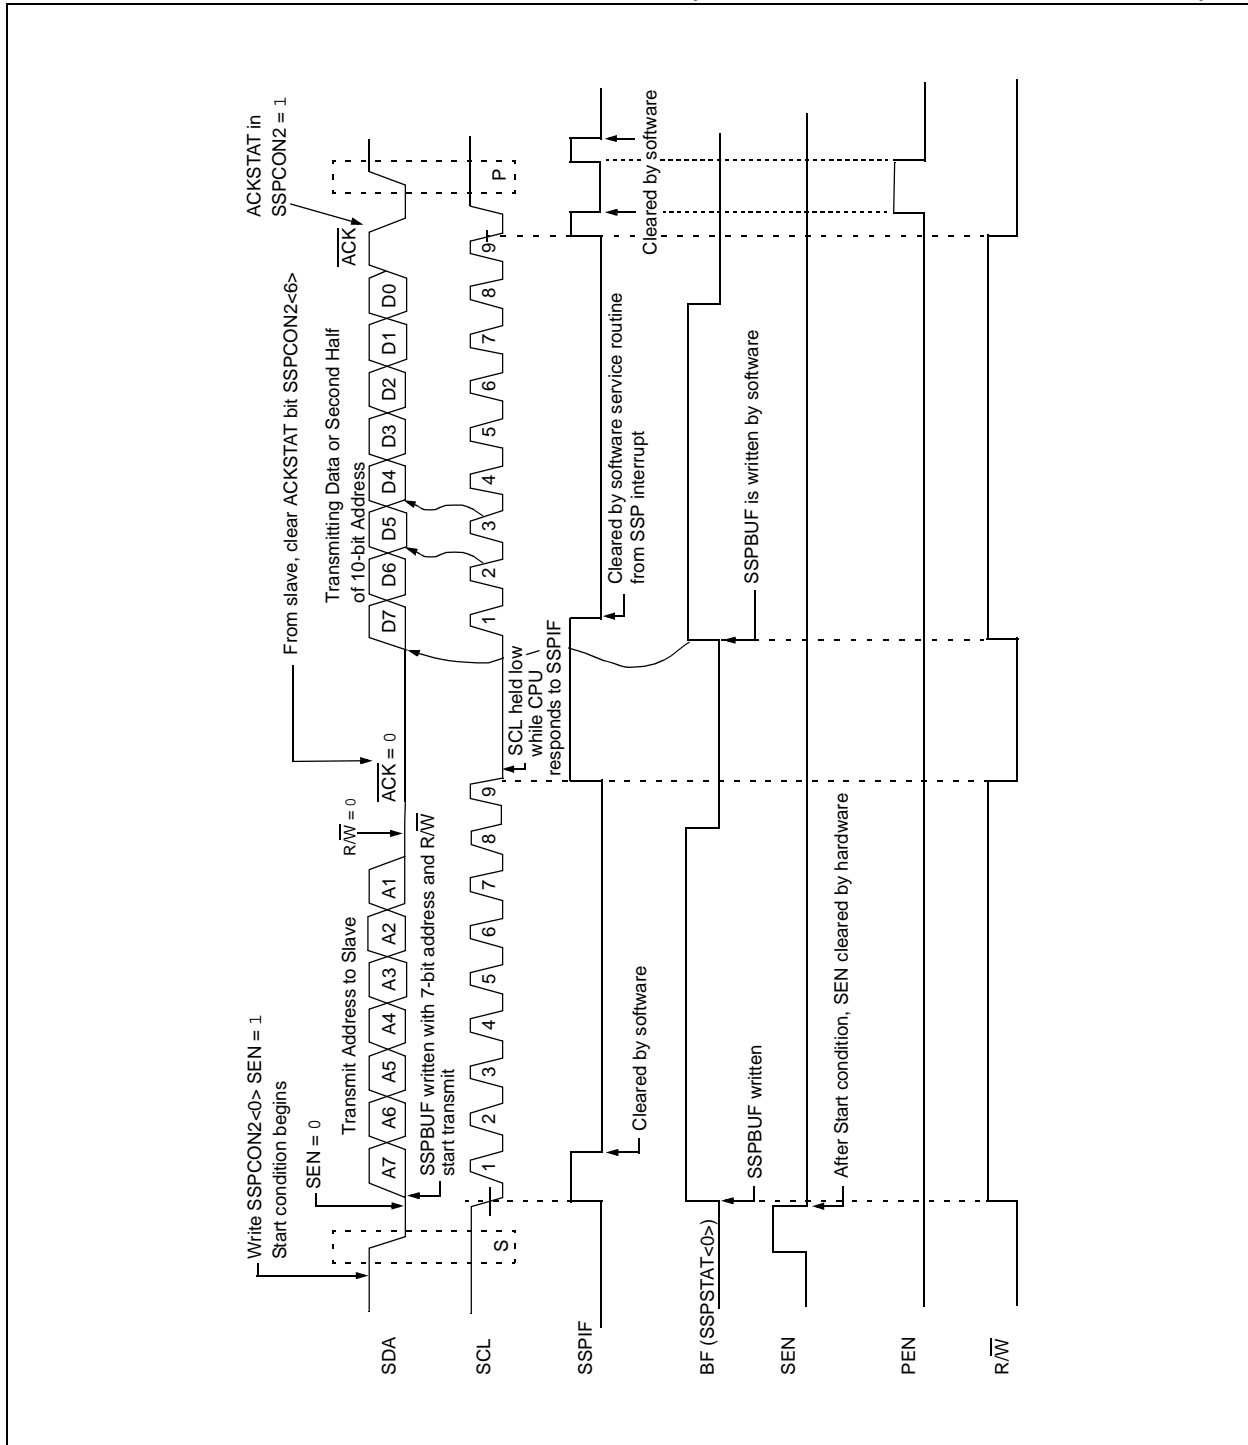 Write SSPCON2<0> SEN = 1
Start condition begins
SEN = 0
Transmit Address to Slave
R/W = 0
From slave, clear ACKSTAT bit SSPCON2<6>
ACK = 0
Transmitting Data or Second Half
of 10-bit Address
ACK
ACKSTAT in
SSPCON2 = 1
SDA
A7 A6 A5 A4 A3 A2 A1
D7 D6 D5 D4 D3 D2 D1 D0
SSPBUF written with 7-bit address and R/W
start transmit
SCL
S
1 2 3 4 5 6 7 8 9
1 2 3 4 5 6 7 8 9
P
SCL held low
while CPU
responds to SSPIF
SSPIF
Cleared by software
Cleared by software service routine
from SSP interrupt
Cleared by software
BF (SSPSTAT<0>)
SSPBUF written
SSPBUF is written by software
SEN
After Start condition, SEN cleared by hardware
PEN
R/W